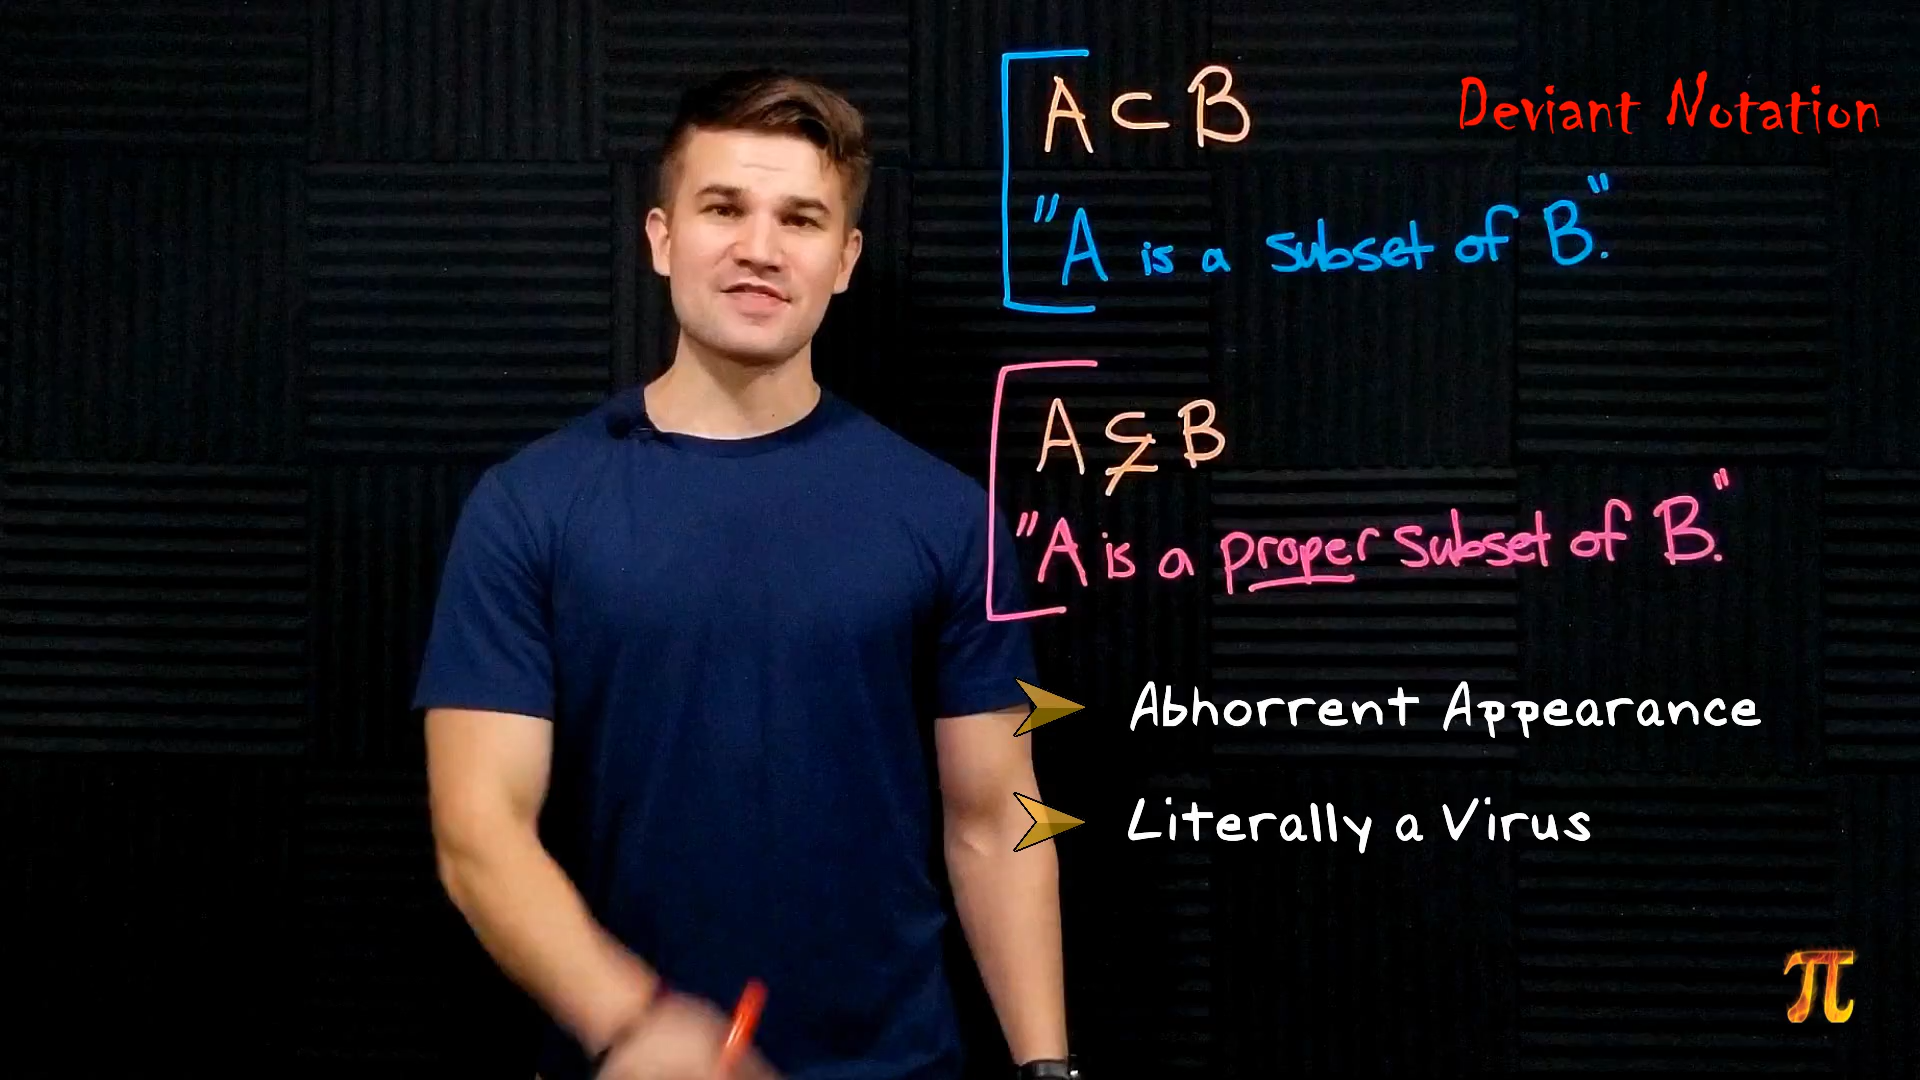 A ⊂ B
Deviant Notation
"A is a subset of B."
A ⊊ B
"A is a proper subset of B."
Abhorrent Appearance
Literally a Virus
π